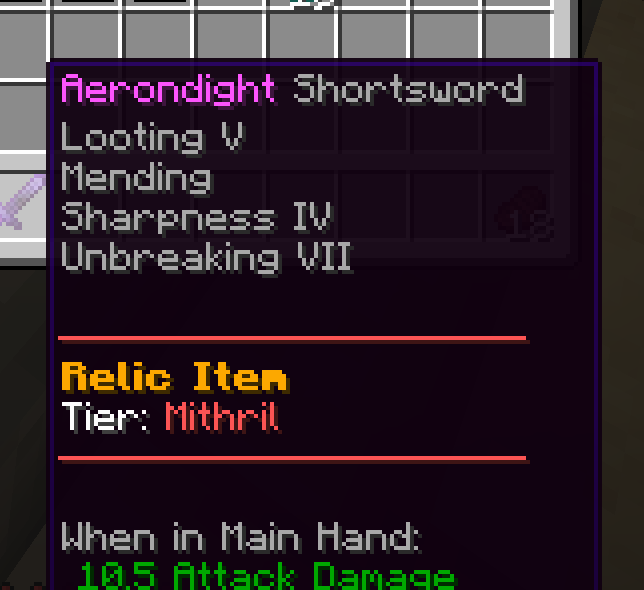 Aerondight Shortsword
Looting V
Mending
Sharpness IV
Unbreaking VII
18
Relic Item
Tier: Mithril
When in Main Hand:
10.5 Attack Damage